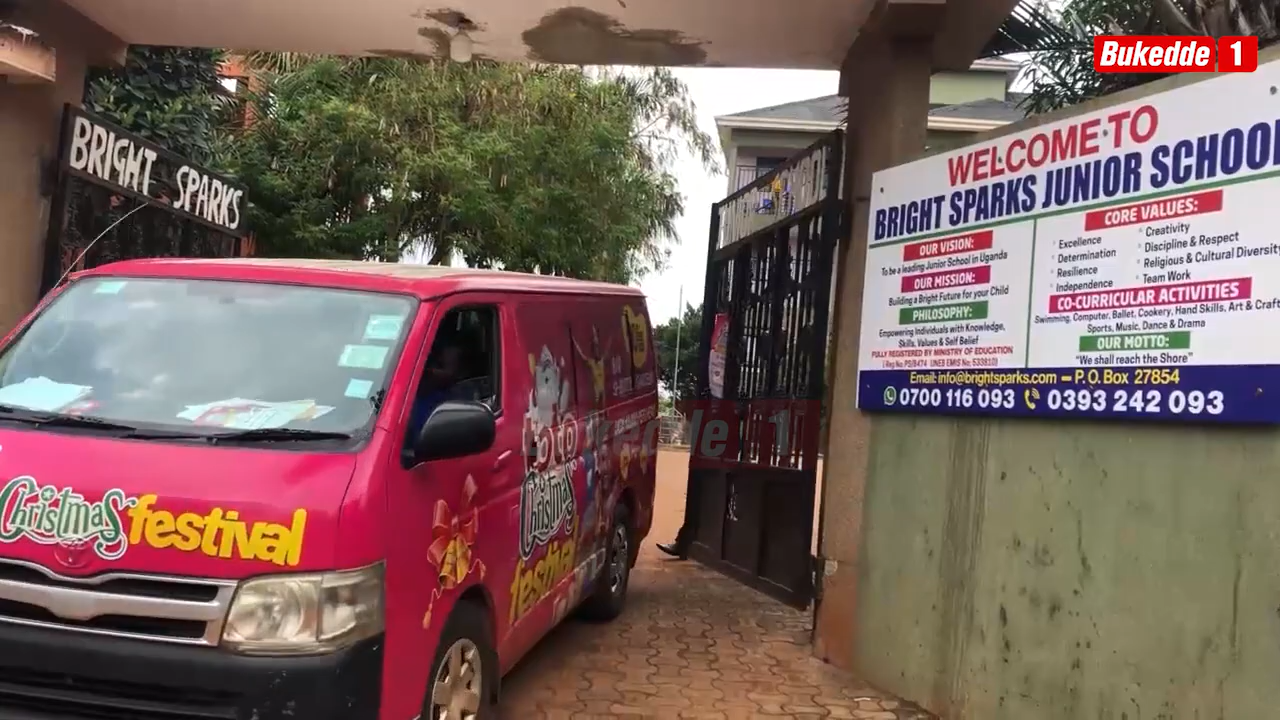 Bukedde 1
BRIGHT SPARKS
WELCOME TO
BRIGHT SPARKS JUNIOR SCHOOL
OUR VISION:
To be a leading Junior School in Uganda
OUR MISSION:
Building a Bright Future for your Child
PHILOSOPHY:
Empowering Individuals with Knowledge,
Skills, Values & Self Belief
FULLY REGISTERED BY MINISTRY OF EDUCATION
CORE VALUES:
Excellence
Determination
Resilience
Independence
Creativity
Discipline & Respect
Religious & Cultural Diversity
Team Work
CO-CURRICULAR ACTIVITIES
Swimming, Computer, Ballet, Cookery, Hand Skills, Art & Craft
Sports, Music, Dance & Drama
OUR MOTTO:
"We shall reach the Shore"
Email: info@brightsparks.com — P. O. Box 27854
0700 116 093 0393 242 093
Bukedde 1
Christmas festival
Toto
Christmas
festival